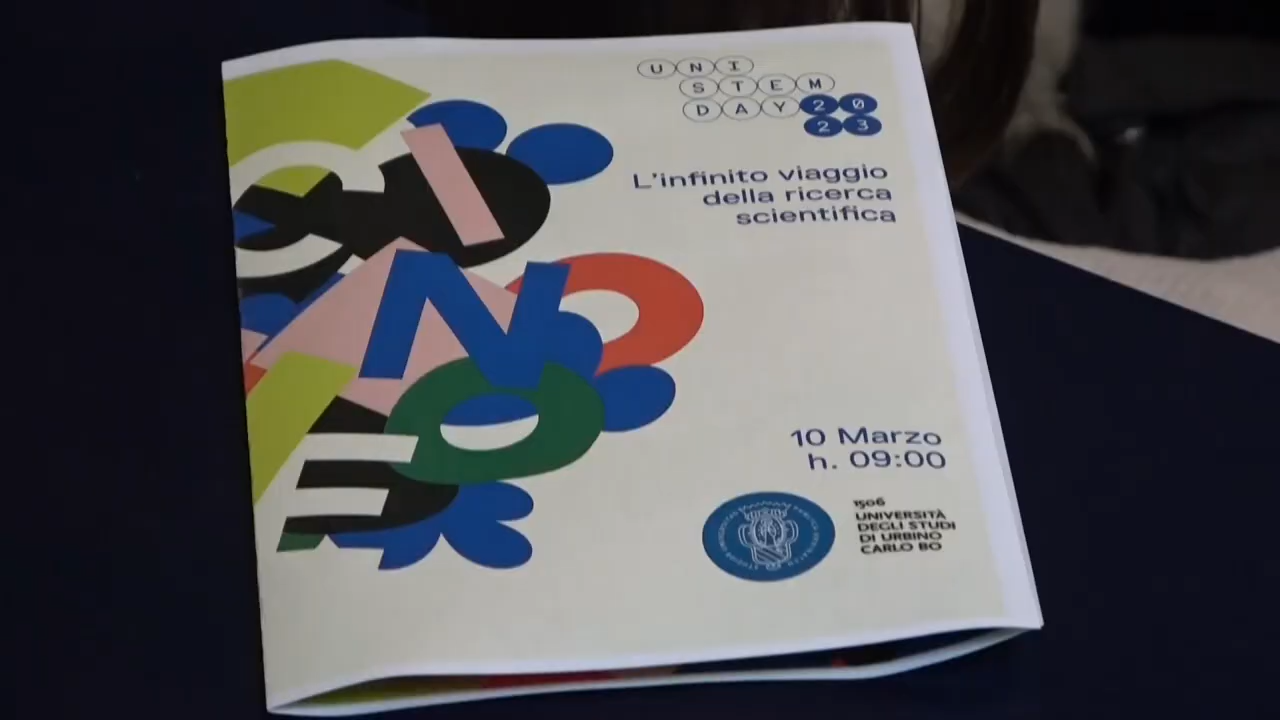 UNI
STEM
DAY 20
23
L'infinito viaggio
della ricerca
scientifica
10 Marzo
h. 09:00
1506
UNIVERSITÀ
DEGLI STUDI
DI URBINO
CARLO BO